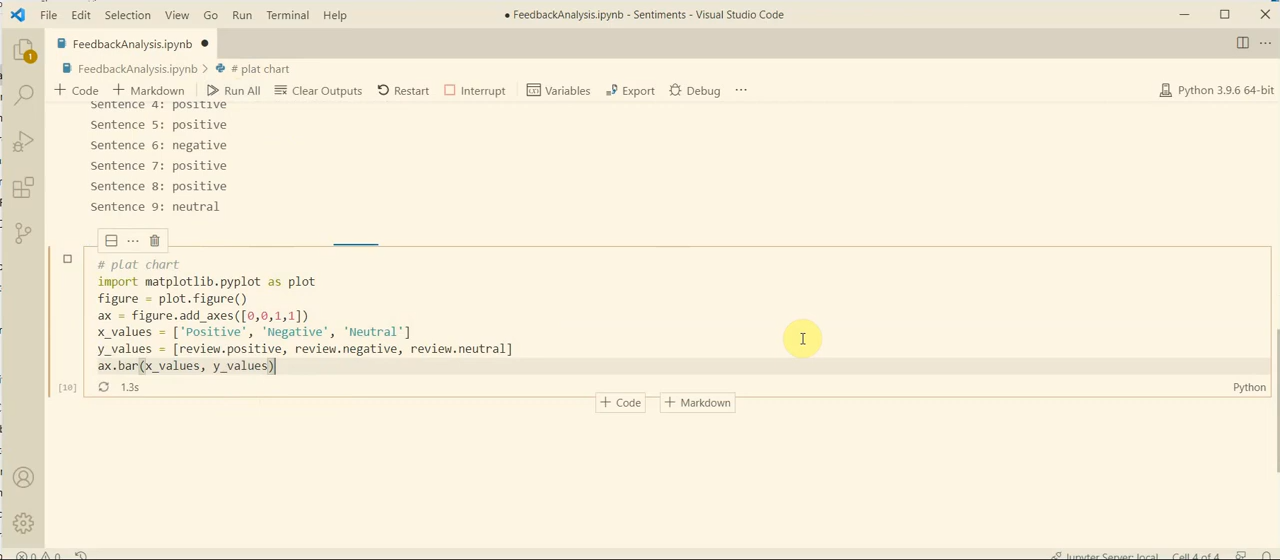 File Edit Selection View Go Run Terminal Help
● FeedbackAnalysis.ipynb - Sentiments - Visual Studio Code
FeedbackAnalysis.ipynb ●
1
FeedbackAnalysis.ipynb > # plat chart
+ Code + Markdown Run All Clear Outputs Restart Interrupt Variables Export Debug ··· Python 3.9.6 64-bit
Sentence 4: positive
Sentence 5: positive
Sentence 6: negative
Sentence 7: positive
Sentence 8: positive
Sentence 9: neutral
# plat chart
import matplotlib.pyplot as plot
figure = plot.figure()
ax = figure.add_axes([0,0,1,1])
x_values = ['Positive', 'Negative', 'Neutral']
y_values = [review.positive, review.negative, review.neutral]
ax.bar(x_values, y_values)
[10] 1.3s Python
+ Code + Markdown
0 0 Jupyter Server: local Cell 4 of 4